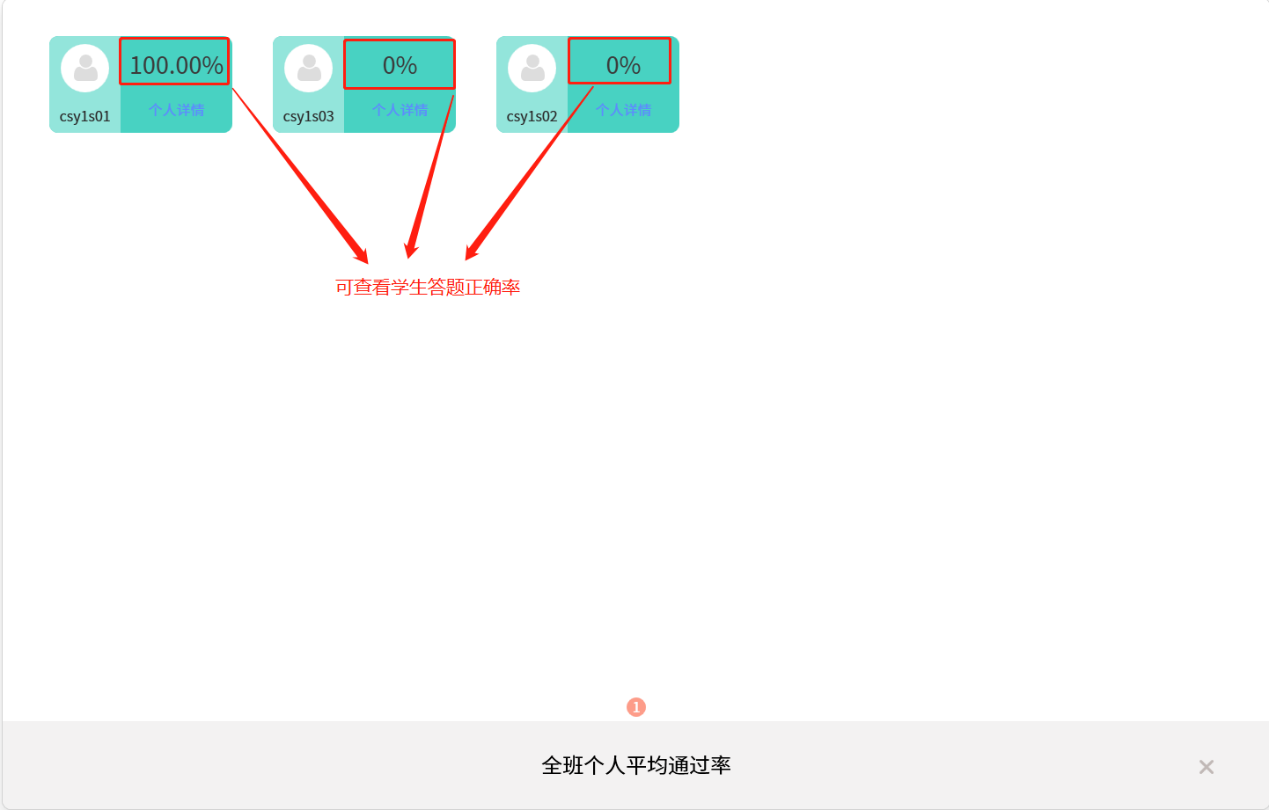 100.00%
个人详情
csy1s01
0%
个人详情
csy1s03
0%
个人详情
csy1s02
可查看学生答题正确率
1
全班个人平均通过率